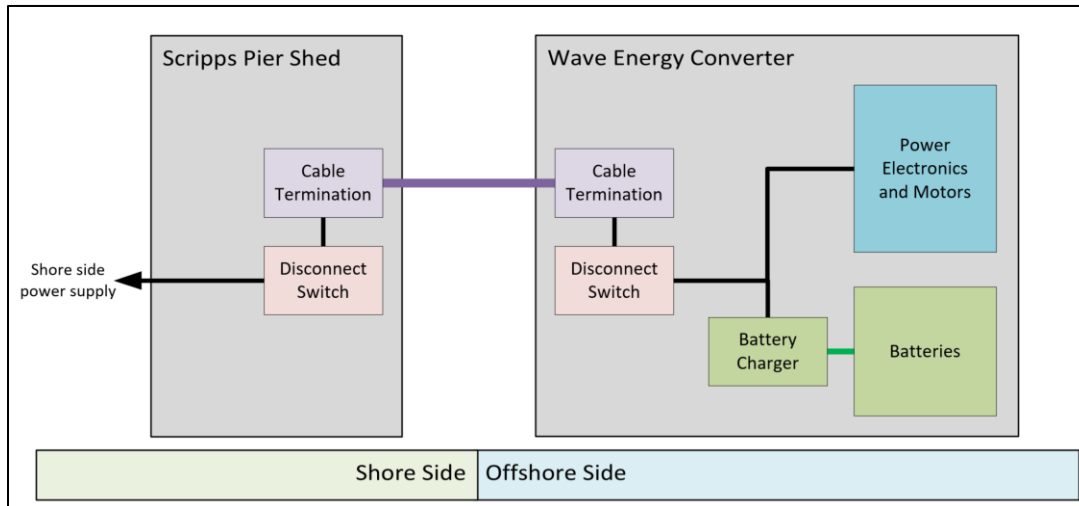 Scripps Pier Shed
Wave Energy Converter
Cable
Termination
Cable
Termination
Power
Electronics
and Motors
Shore side
power supply
Disconnect
Switch
Disconnect
Switch
Battery
Charger
Batteries
Shore Side
Offshore Side